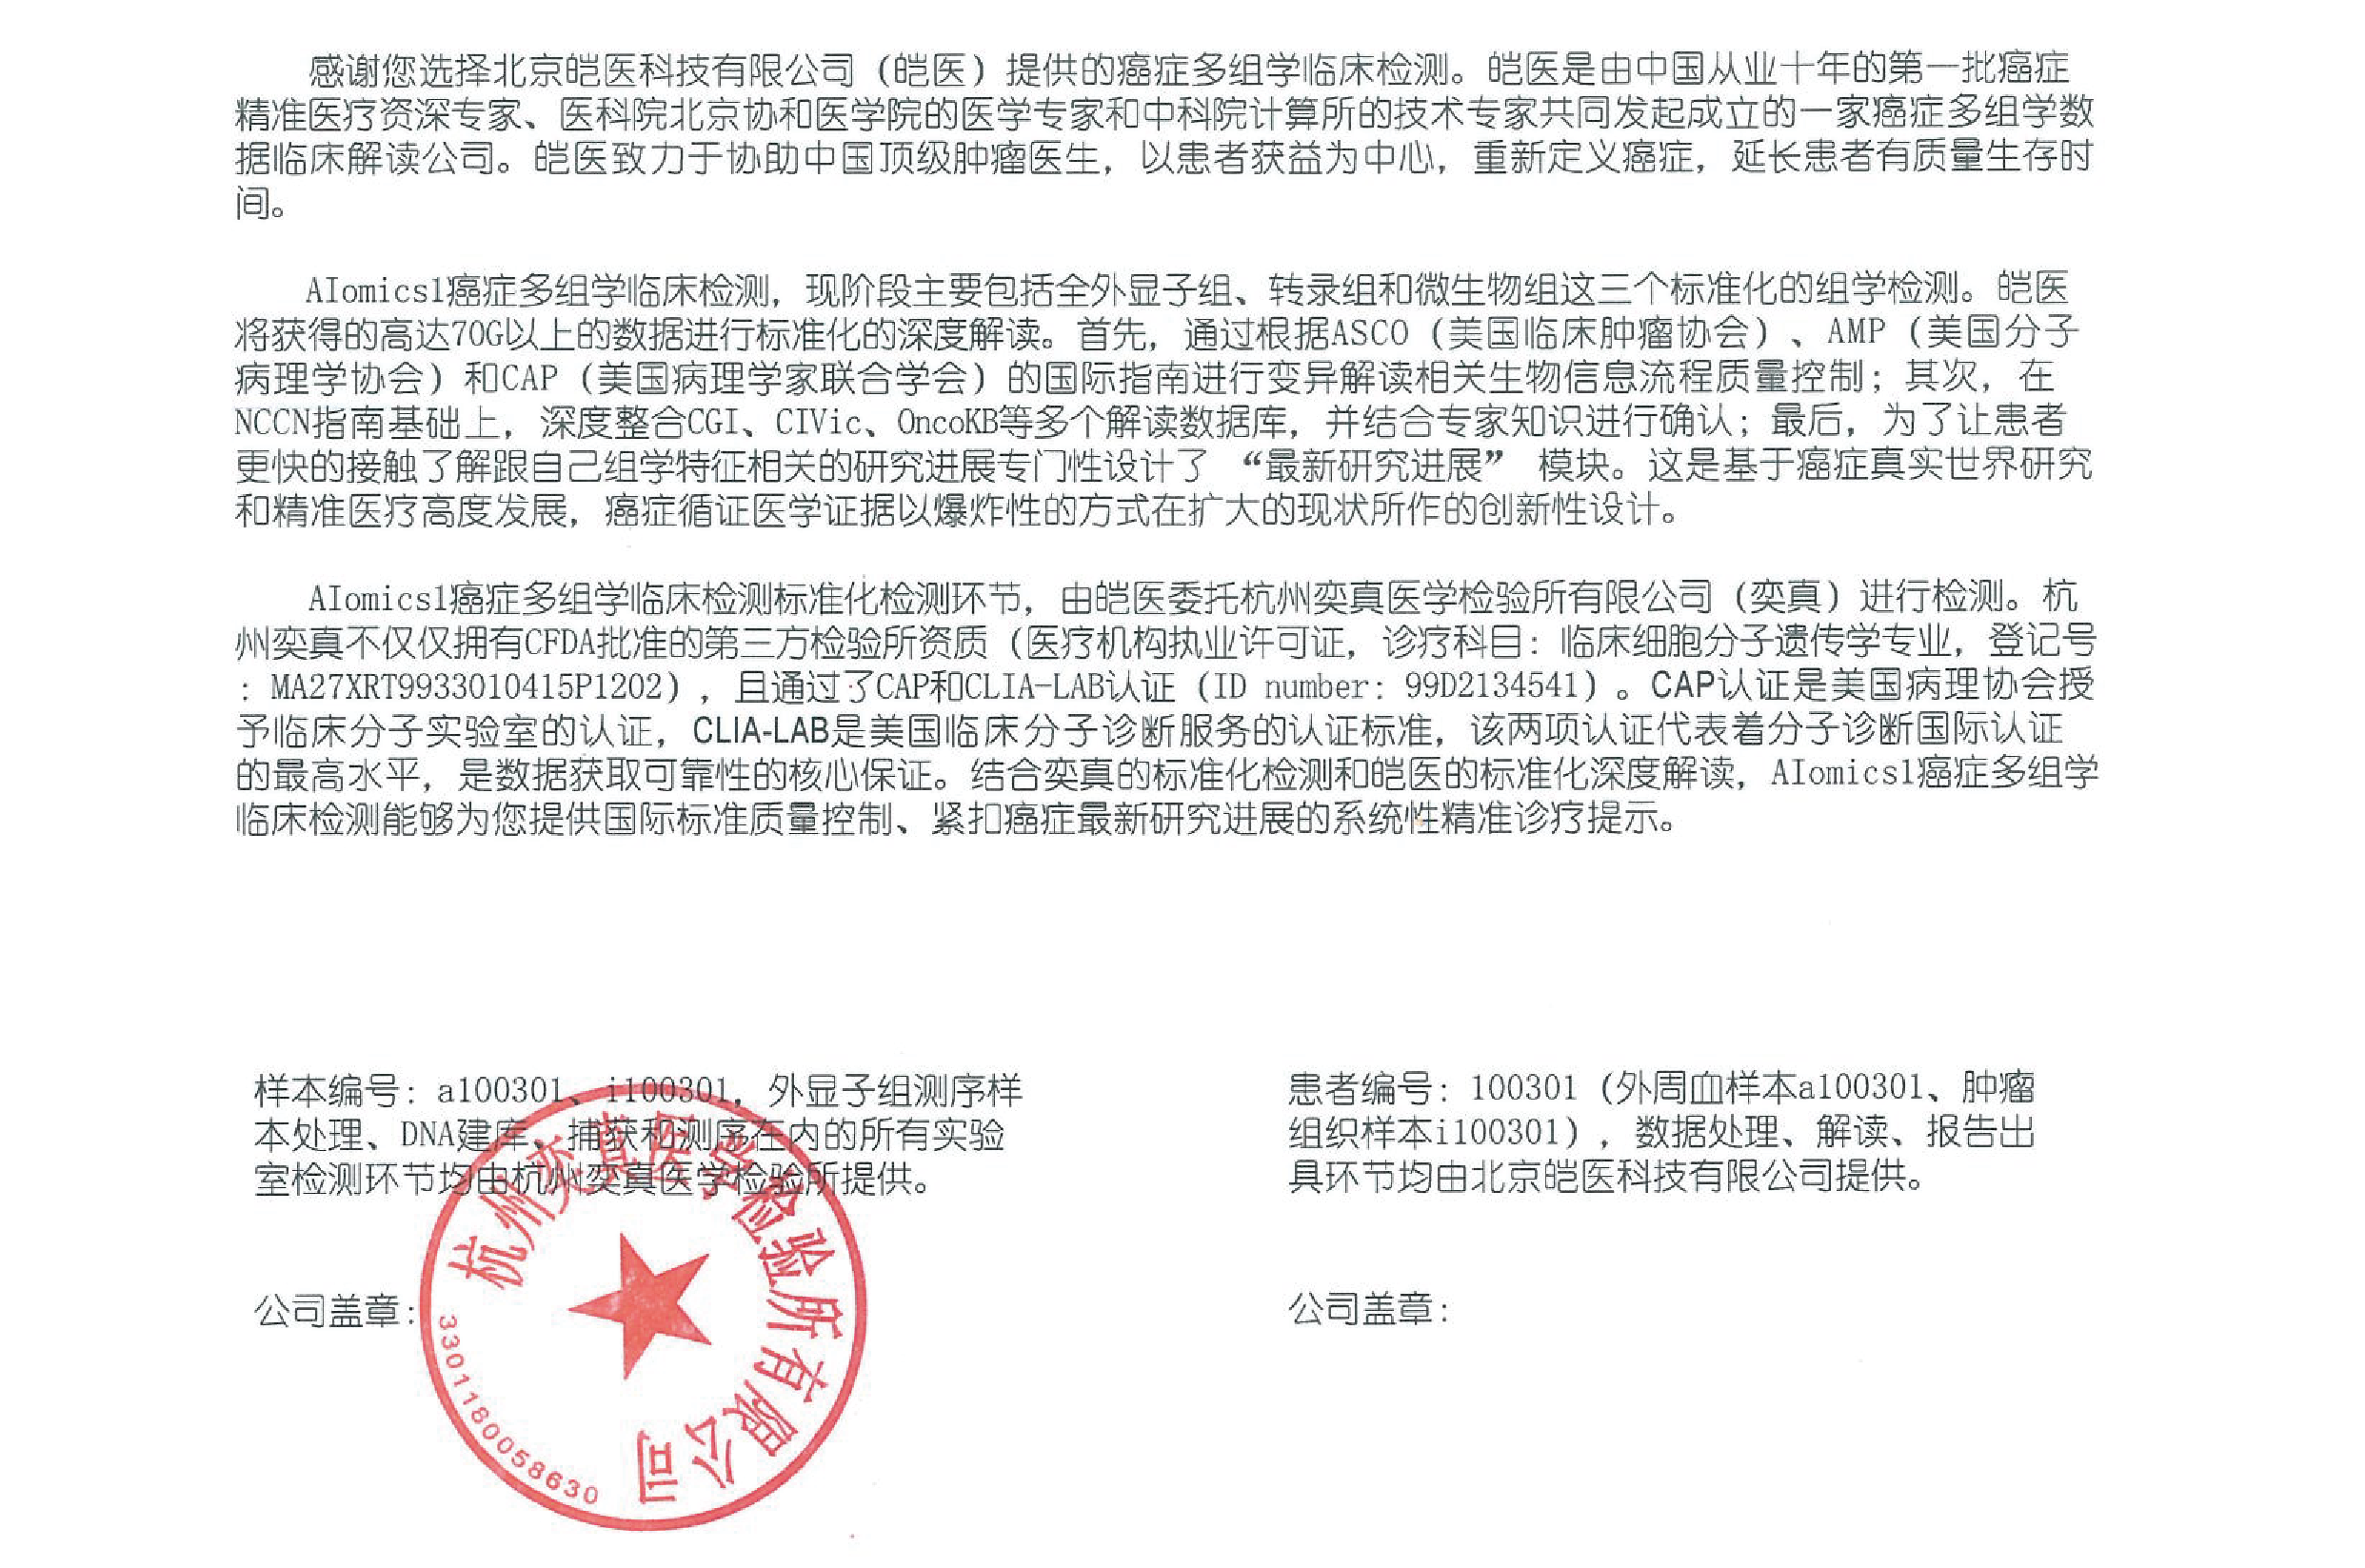 感谢您选择北京皑医科技有限公司（皑医）提供的癌症多组学临床检测。皑医是由中国从业十年的第一批癌症
精准医疗资深专家、医科院北京协和医学院的医学专家和中科院计算所的技术专家共同发起成立的一家癌症多组学数
据临床解读公司。皑医致力于协助中国顶级肿瘤医生，以患者获益为中心，重新定义癌症，延长患者有质量生存时
间。
AIomics1癌症多组学临床检测，现阶段主要包括全外显子组、转录组和微生物组这三个标准化的组学检测。皑医
将获得的高达70G以上的数据进行标准化的深度解读。首先，通过根据ASCO（美国临床肿瘤协会）、AMP（美国分子
病理学协会）和CAP（美国病理学家联合学会）的国际指南进行变异解读相关生物信息流程质量控制；其次，在
NCCN指南基础上，深度整合CGI、CIVic、OncoKB等多个解读数据库，并结合专家知识进行确认；最后，为了让患者
更快的接触了解跟自己组学特征相关的研究进展专门性设计了 “最新研究进展” 模块。这是基于癌症真实世界研究
和精准医疗高度发展，癌症循证医学证据以爆炸性的方式在扩大的现状所作的创新性设计。
AIomics1癌症多组学临床检测标准化检测环节，由皑医委托杭州奕真医学检验所有限公司（奕真）进行检测。杭
州奕真不仅仅拥有CFDA批准的第三方检验所资质（医疗机构执业许可证，诊疗科目：临床细胞分子遗传学专业，登记号
：MA27XRT9933010415P1202），且通过了CAP和CLIA-LAB认证（ID number: 99D2134541）。CAP认证是美国病理协会授
予临床分子实验室的认证，CLIA-LAB是美国临床分子诊断服务的认证标准，该两项认证代表着分子诊断国际认证
的最高水平，是数据获取可靠性的核心保证。结合奕真的标准化检测和皑医的标准化深度解读，AIomics1癌症多组学
临床检测能够为您提供国际标准质量控制、紧扣癌症最新研究进展的系统性精准诊疗提示。
样本编号：a100301、i100301，外显子组测序样
本处理、DNA建库、捕获和测序在内的所有实验
室检测环节均由杭州奕真医学检验所提供。
公司盖章：
杭州奕真医学检验所有限公司
3301180058630
患者编号：100301（外周血样本a100301、肿瘤
组织样本i100301），数据处理、解读、报告出
具环节均由北京皑医科技有限公司提供。
公司盖章：